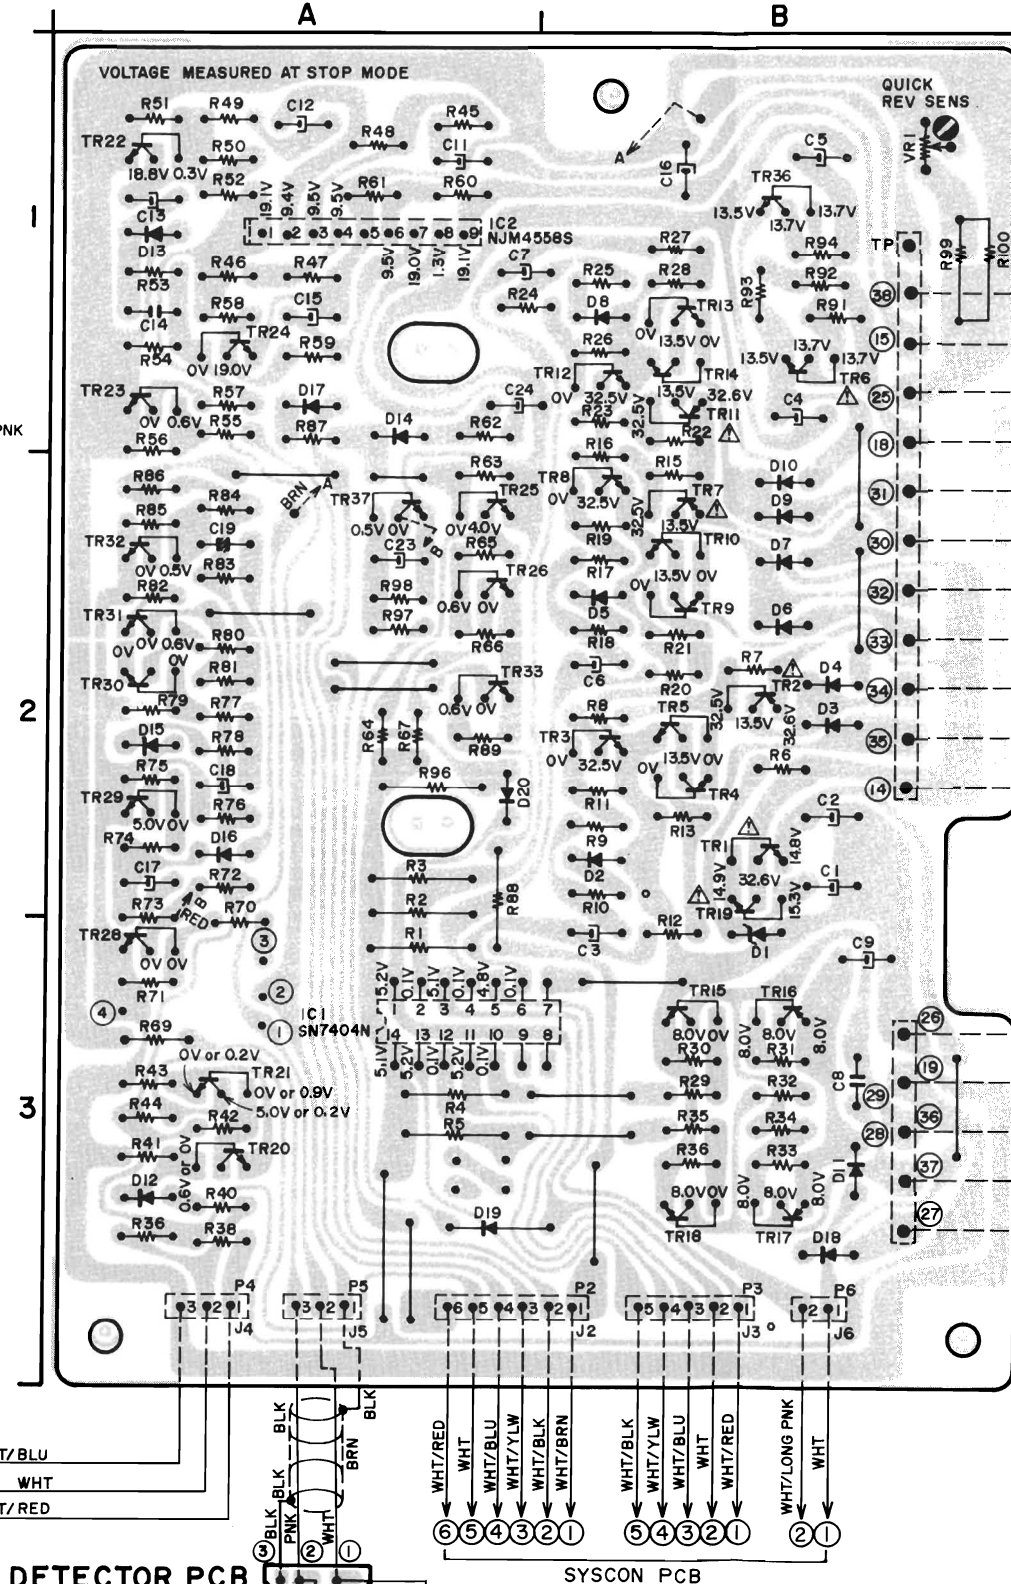 A B
VOLTAGE MEASURED AT STOP MODE
QUICK
REV SENS
R51 R49 C12 R45
TR22 R48 C11 C16 A C5 VR1
R50
18.8V 0.3V
R52 R61 R60 TR36
19.1V 9.4V 9.5V 9.5V
13.5V 13.7V 13.7V
1
C13
1 2 3 4 5 6 7 8 9 IC2
NJM4558S
D13 9.5V 19.0V 1.3V 19.1V
R27 R94 TP R99 R100
R53 R46 R47 C7 R25 R28 R93 R92
38
C14 R58 C15 R24 D8 TR13 R91
0V 13.5V 0V
R54 TR24 R59 R26 15
0V 19.0V
TR12 TR14 13.5V 13.7V 13.7V
0V 32.5V 13.5V 32.6V TR6
TR23 R57 D17 C24 R23 32.5V TR11 C4 25
0V 0.6V
PNK
R56 R55 R87 D14 R62 R16 R22 18
R86 BRN A R63 TR8 R15 D10
R84 TR37 TR25 0V 32.5V 32.5V TR7 D9 31
R85 0.5V 0V 0V 4.0V 13.5V
TR32 C19 C23 B R65 R19 TR10 30
0V 0.5V R83 TR26 R17 13.5V 0V D7
R82 R98 0.6V 0V 0V TR9 32
TR31 R97 D5 D6
0V 0V 0.6V R80 R66 R18 R21 33
0V
TR30 R81 TR33 C6 R20 R7 TR2 D4 34
R79 R77 0.6V 0V R8 TR5 32.5V 13.5V 32.6V D3
2
D15 R78 R64 R67 R89 TR3 0V 32.5V 13.5V 0V 35
R75 C18 R96 D20 0V TR4 R6 14
TR29 R76 R11 C2
5.0V 0V R13
R74 D16 R9 TR1 14.8V
C17 R72 R3 R88 D2 14.9V 32.6V C1
R73 B RED R70 R2 R10 TR19 15.3V
TR28 3 R1 C3 R12 D1 C9
0V 0V
R71 2 5.2V 0.1V 5.1V 0.1V 4.8V 0.1V
4 1 1 2 3 4 5 6 7 TR15 TR16 26
IC1
SN7404N 14 13 12 11 10 9 8
R69 5.1V 5.2V 0.1V 5.2V 0.1V 8.0V 0V 8.0V 8.0V 8.0V
R30 R31 19
0V or 0.2V
R43 TR21 R29 R32 C8 29
0V or 0.9V
5.0V or 0.2V
3
R44 R42 R4 R35 R34 36
R5 28
R41 TR20 R36 R33 D11 37
0.6V or 0V
D12 R40 8.0V 0V 8.0V 8.0V 8.0V
R36 R38 D19 TR18 TR17 D18 27
P4 P5 P2 P3 P6
3 2 1 3 2 1 6 5 4 3 2 1 5 4 3 2 1 2 1
J4 J5 J2 J3 J6
BLK BLK
WHT/RED WHT WHT/BLU WHT/YLW WHT/BLK WHT/BRN WHT/BLK WHT/YLW WHT/BLU WHT WHT/RED WHT/LONG PNK WHT
T/BLU BRN
WHT BLK
T/RED
BLK PNK WHT
6 5 4 3 2 1 5 4 3 2 1 2 1
3 2 1
DETECTOR PCB
SYSCON PCB